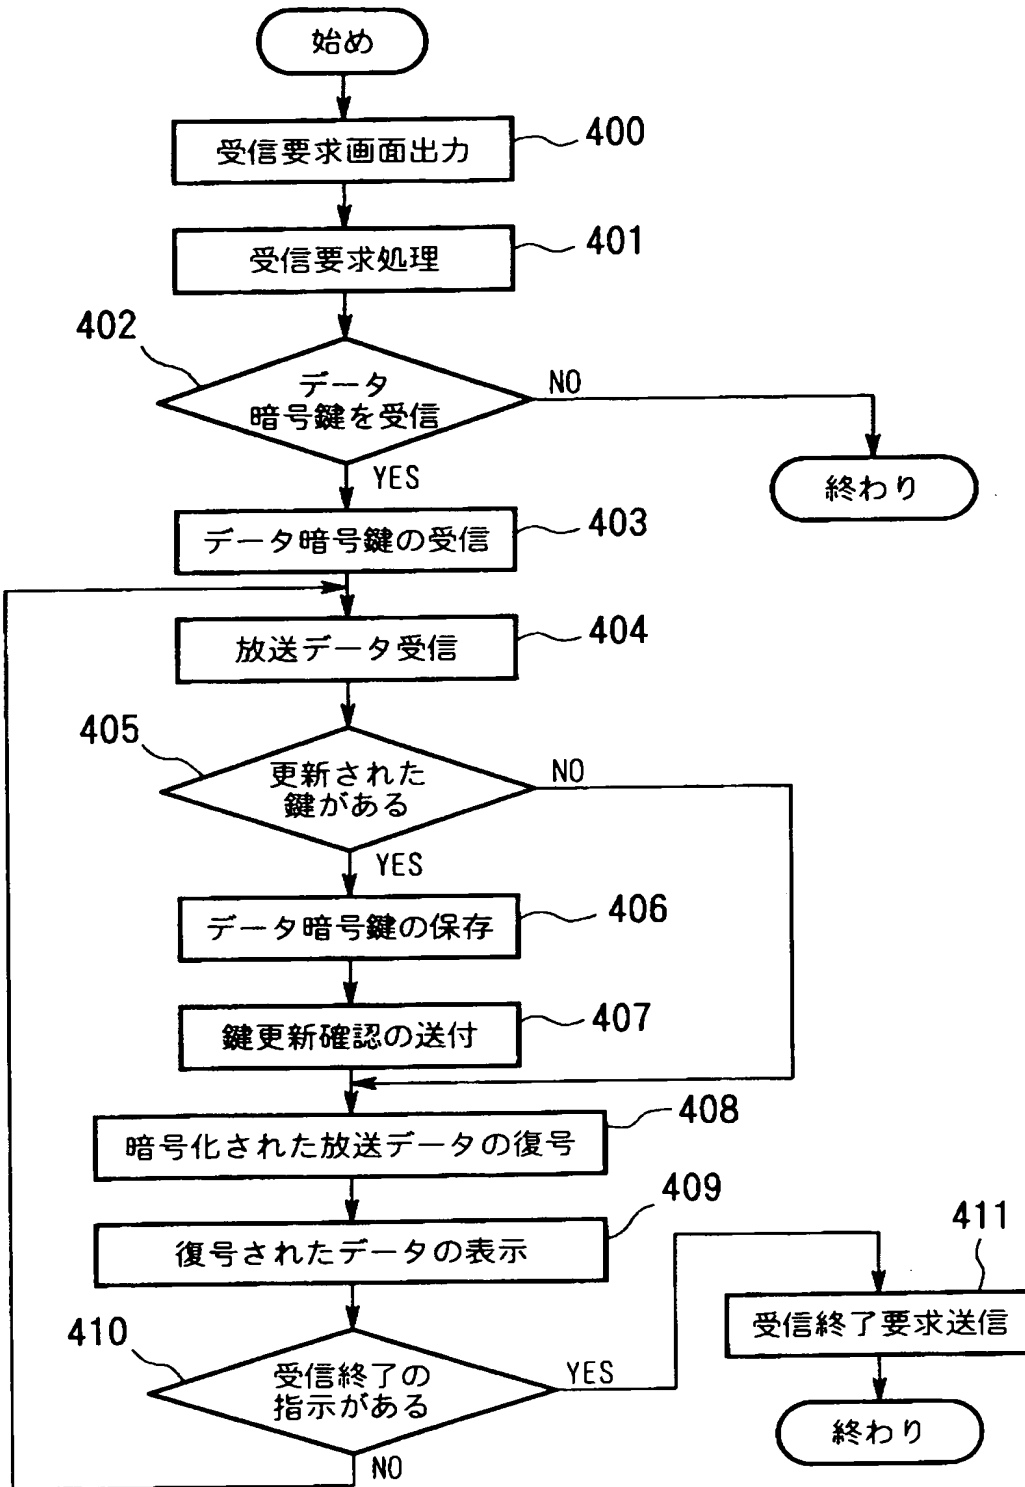 始め
受信要求画面出力
400
受信要求処理
401
402
データ
暗号鍵を受信
NO
終わり
YES
データ暗号鍵の受信
403
放送データ受信
404
405
更新された
鍵がある
NO
YES
データ暗号鍵の保存
406
鍵更新確認の送付
407
暗号化された放送データの復号
408
復号されたデータの表示
409
410
受信終了の
指示がある
YES
NO
411
受信終了要求送信
終わり